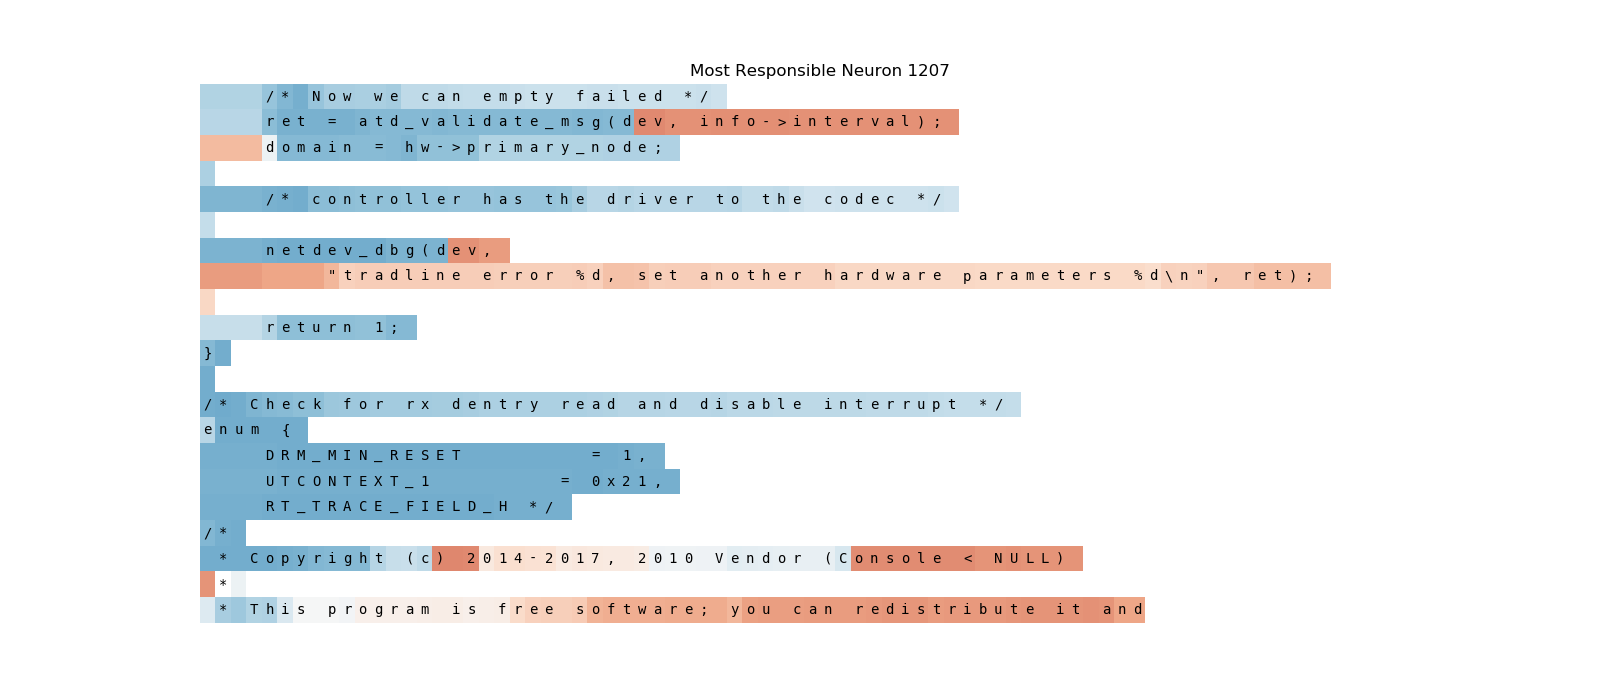 Most Responsible Neuron 1207
/* Now we can empty failed */
ret = atd_validate_msg(dev, info->interval);
domain = hw->primary_node;
/* controller has the driver to the codec */
netdev_dbg(dev,
"tradline error %d, set another hardware parameters %d\n", ret);
return 1;
}
/* Check for rx dentry read and disable interrupt */
enum {
DRM_MIN_RESET = 1,
UTCONTEXT_1 = 0x21,
RT_TRACE_FIELD_H */
/*
* Copyright (c) 2014-2017, 2010 Vendor (Console < NULL)
*
* This program is free software; you can redistribute it and